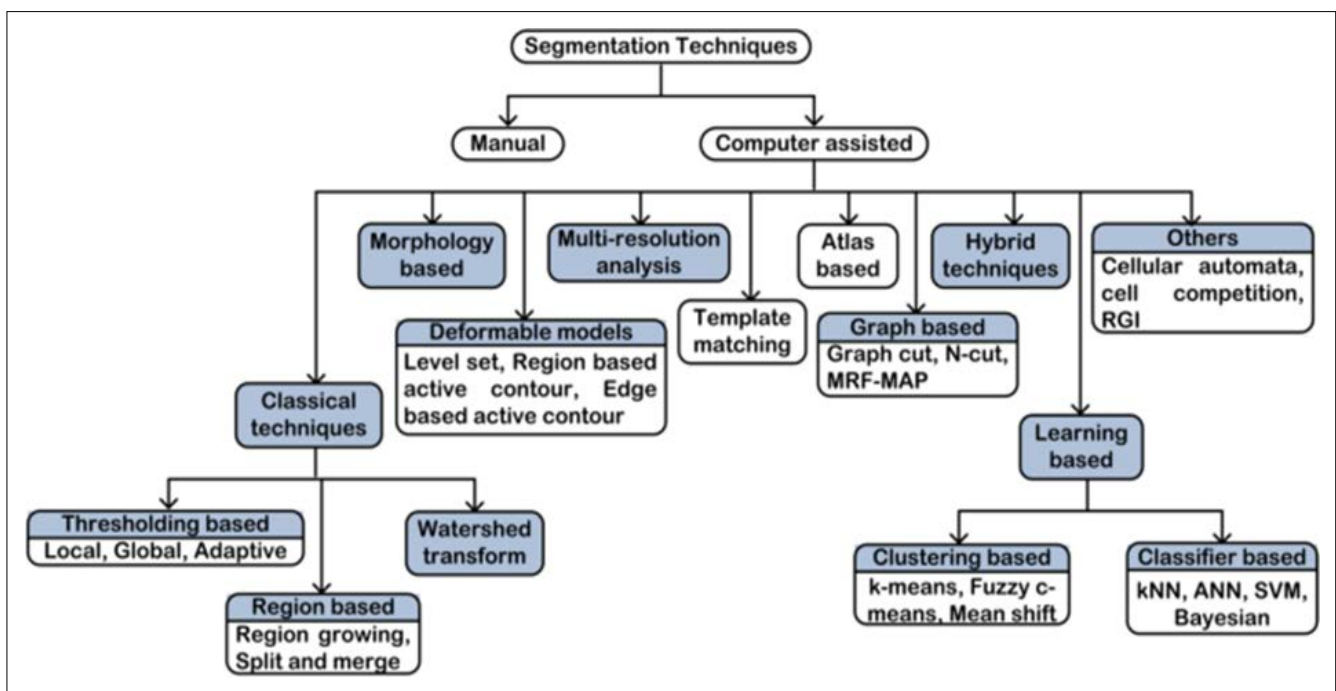 Segmentation Techniques
Manual
Computer assisted
Morphology
based
Multi-resolution
analysis
Atlas
based
Hybrid
techniques
Others
Cellular automata,
cell competition,
RGI
Deformable models
Level set, Region based
active contour, Edge
based active contour
Template
matching
Graph based
Graph cut, N-cut,
MRF-MAP
Classical
techniques
Learning
based
Thresholding based
Local, Global, Adaptive
Watershed
transform
Region based
Region growing,
Split and merge
Clustering based
k-means, Fuzzy c-
means, Mean shift
Classifier based
kNN, ANN, SVM,
Bayesian